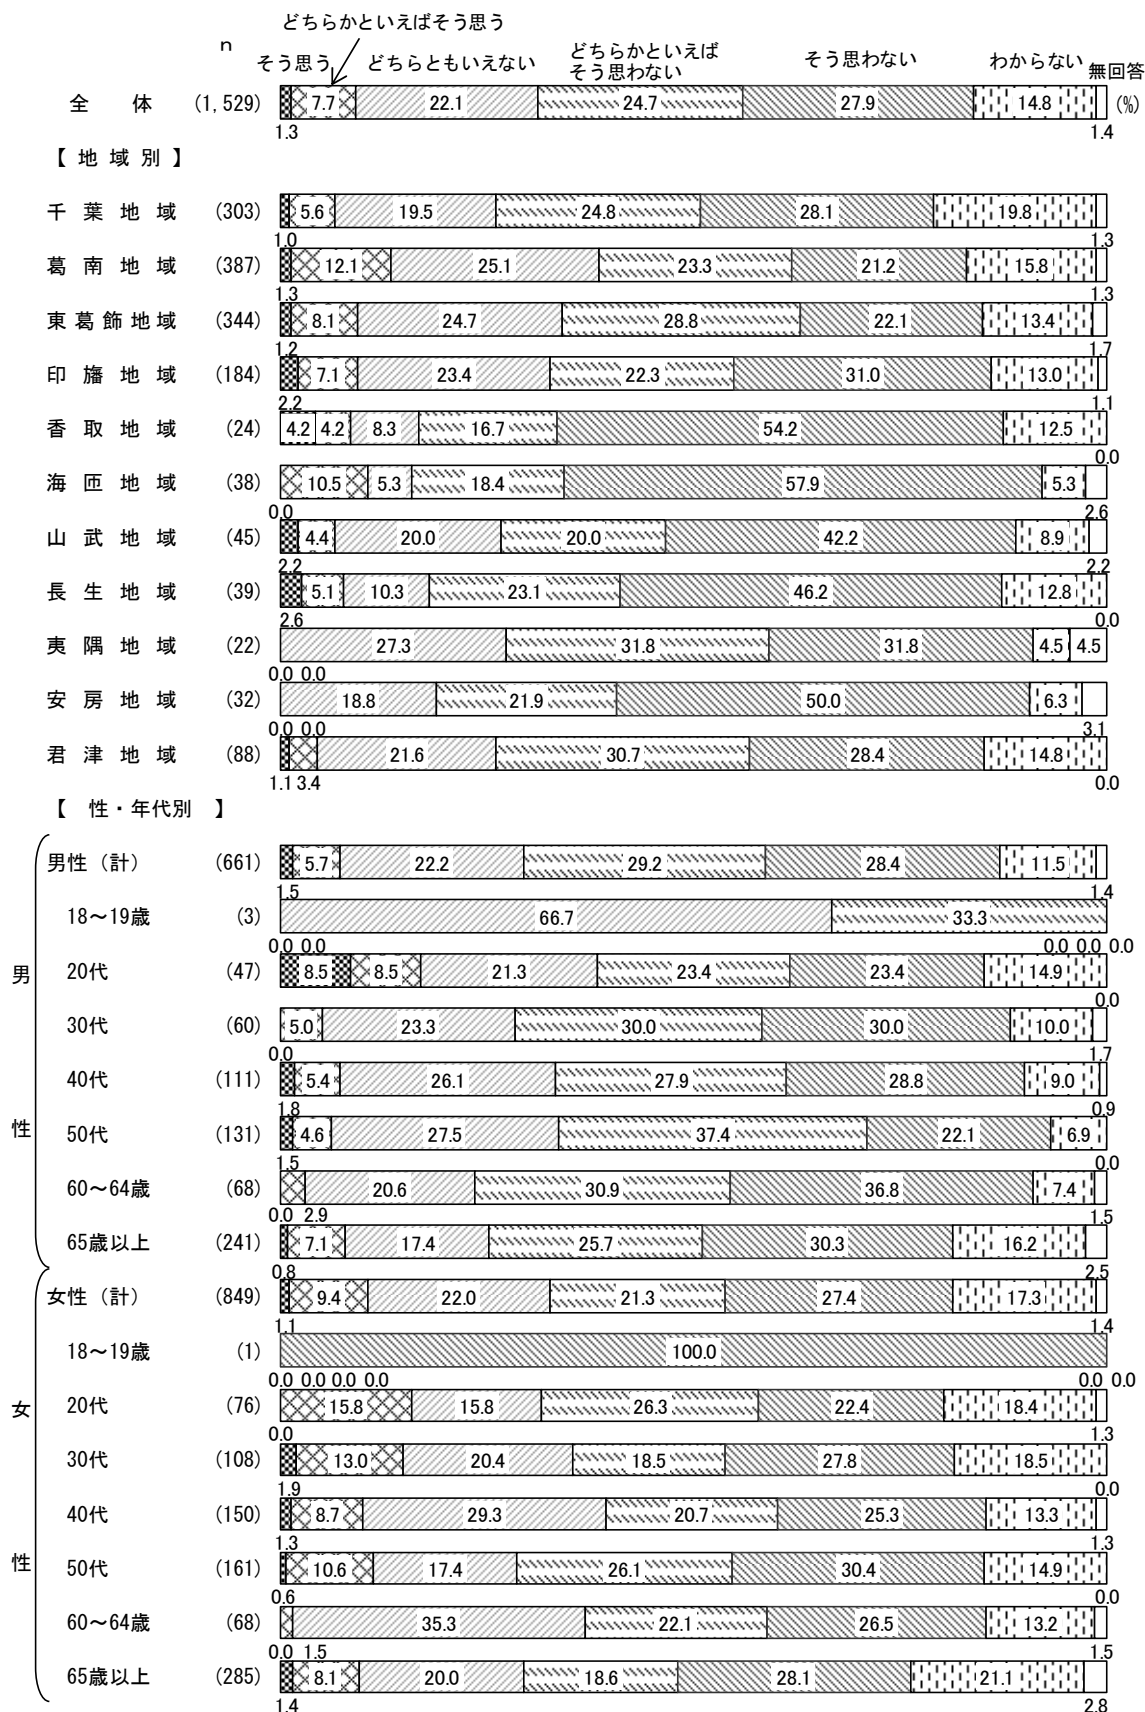 どちらかといえばそう思う
n そう思う どちらともいえない どちらかといえばそう思わない そう思わない わからない 無回答
全体 (1,529) 7.7 22.1 24.7 27.9 14.8 (%)
1.3 1.4
【地域別】
千葉地域 (303) 5.6 19.5 24.8 28.1 19.8
1.0 1.3
葛南地域 (387) 12.1 25.1 23.3 21.2 15.8
1.3 1.3
東葛飾地域 (344) 8.1 24.7 28.8 22.1 13.4
1.2 1.7
印旛地域 (184) 7.1 23.4 22.3 31.0 13.0
2.2 1.1
香取地域 (24) 4.2 4.2 8.3 16.7 54.2 12.5
0.0
海匝地域 (38) 10.5 5.3 18.4 57.9 5.3
0.0 2.6
山武地域 (45) 4.4 20.0 20.0 42.2 8.9
2.2 2.2
長生地域 (39) 5.1 10.3 23.1 46.2 12.8
2.6 0.0
夷隅地域 (22) 27.3 31.8 31.8 4.5 4.5
0.0 0.0
安房地域 (32) 18.8 21.9 50.0 6.3
0.0 0.0 3.1
君津地域 (88) 21.6 30.7 28.4 14.8
1.1 3.4 0.0
【 性・年代別 】
男性（計） (661) 5.7 22.2 29.2 28.4 11.5
1.5 1.4
18～19歳 (3) 66.7 33.3
0.0 0.0 0.0 0.0 0.0
男
20代 (47) 8.5 8.5 21.3 23.4 23.4 14.9
0.0
30代 (60) 5.0 23.3 30.0 30.0 10.0
0.0 1.7
40代 (111) 5.4 26.1 27.9 28.8 9.0
1.8 0.9
性
50代 (131) 4.6 27.5 37.4 22.1 6.9
1.5 0.0
60～64歳 (68) 20.6 30.9 36.8 7.4
0.0 2.9 1.5
65歳以上 (241) 7.1 17.4 25.7 30.3 16.2
0.8 2.5
女性（計） (849) 9.4 22.0 21.3 27.4 17.3
1.1 1.4
18～19歳 (1) 100.0
0.0 0.0 0.0 0.0 0.0 0.0
女
20代 (76) 15.8 15.8 26.3 22.4 18.4
0.0 1.3
30代 (108) 13.0 20.4 18.5 27.8 18.5
1.9 0.0
40代 (150) 8.7 29.3 20.7 25.3 13.3
1.3 1.3
性
50代 (161) 10.6 17.4 26.1 30.4 14.9
0.6 0.0
60～64歳 (68) 35.3 22.1 26.5 13.2
0.0 1.5 1.5
65歳以上 (285) 8.1 20.0 18.6 28.1 21.1
1.4 2.8